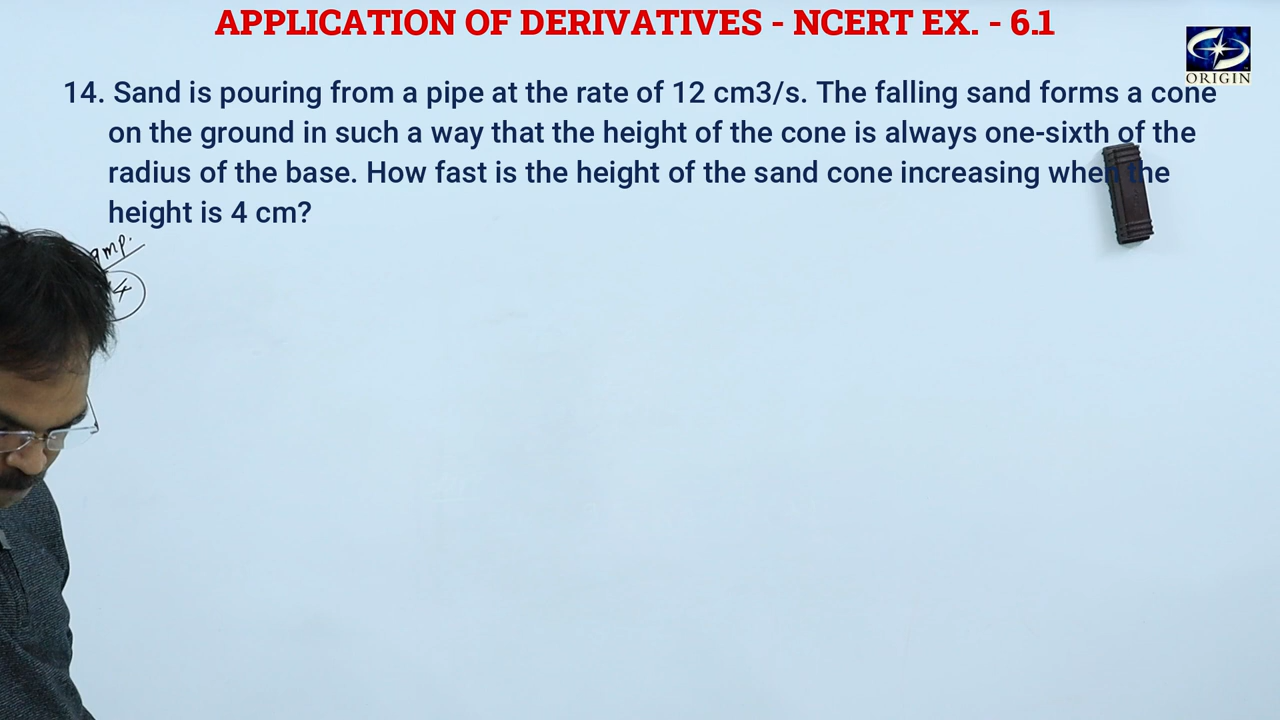 APPLICATION OF DERIVATIVES - NCERT EX. - 6.1
ORIGIN
14. Sand is pouring from a pipe at the rate of 12 cm3/s. The falling sand forms a cone
on the ground in such a way that the height of the cone is always one-sixth of the
radius of the base. How fast is the height of the sand cone increasing when the
height is 4 cm?